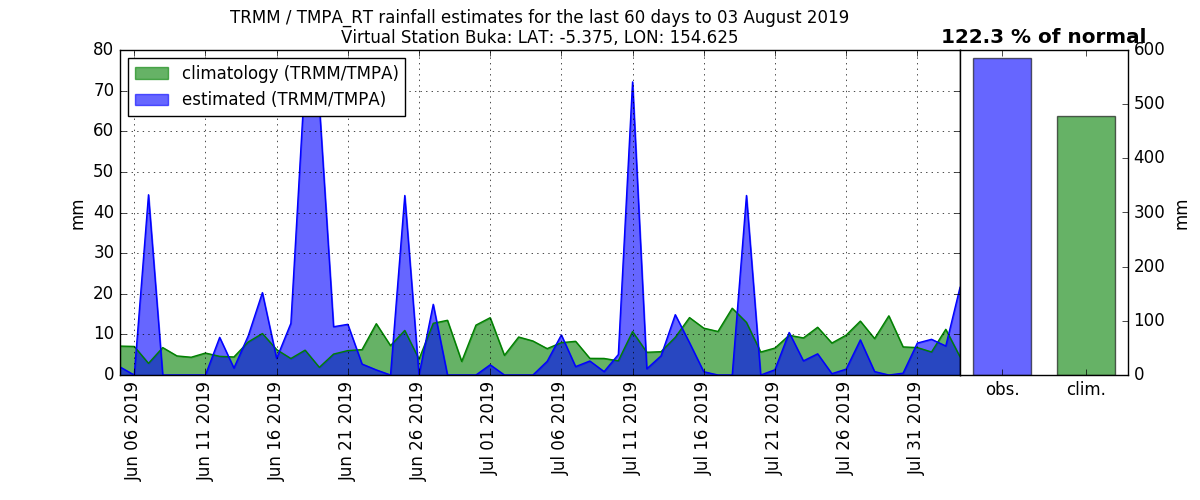 TRMM / TMPA_RT rainfall estimates for the last 60 days to 03 August 2019
Virtual Station Buka: LAT: -5.375, LON: 154.625
122.3 % of normal
climatology (TRMM/TMPA)
estimated (TRMM/TMPA)
80
70
60
50
40
30
20
10
0
mm
Jun 06 2019
Jun 11 2019
Jun 16 2019
Jun 21 2019
Jun 26 2019
Jul 01 2019
Jul 06 2019
Jul 11 2019
Jul 16 2019
Jul 21 2019
Jul 26 2019
Jul 31 2019
obs.
clim.
600
500
400
300
200
100
0
mm